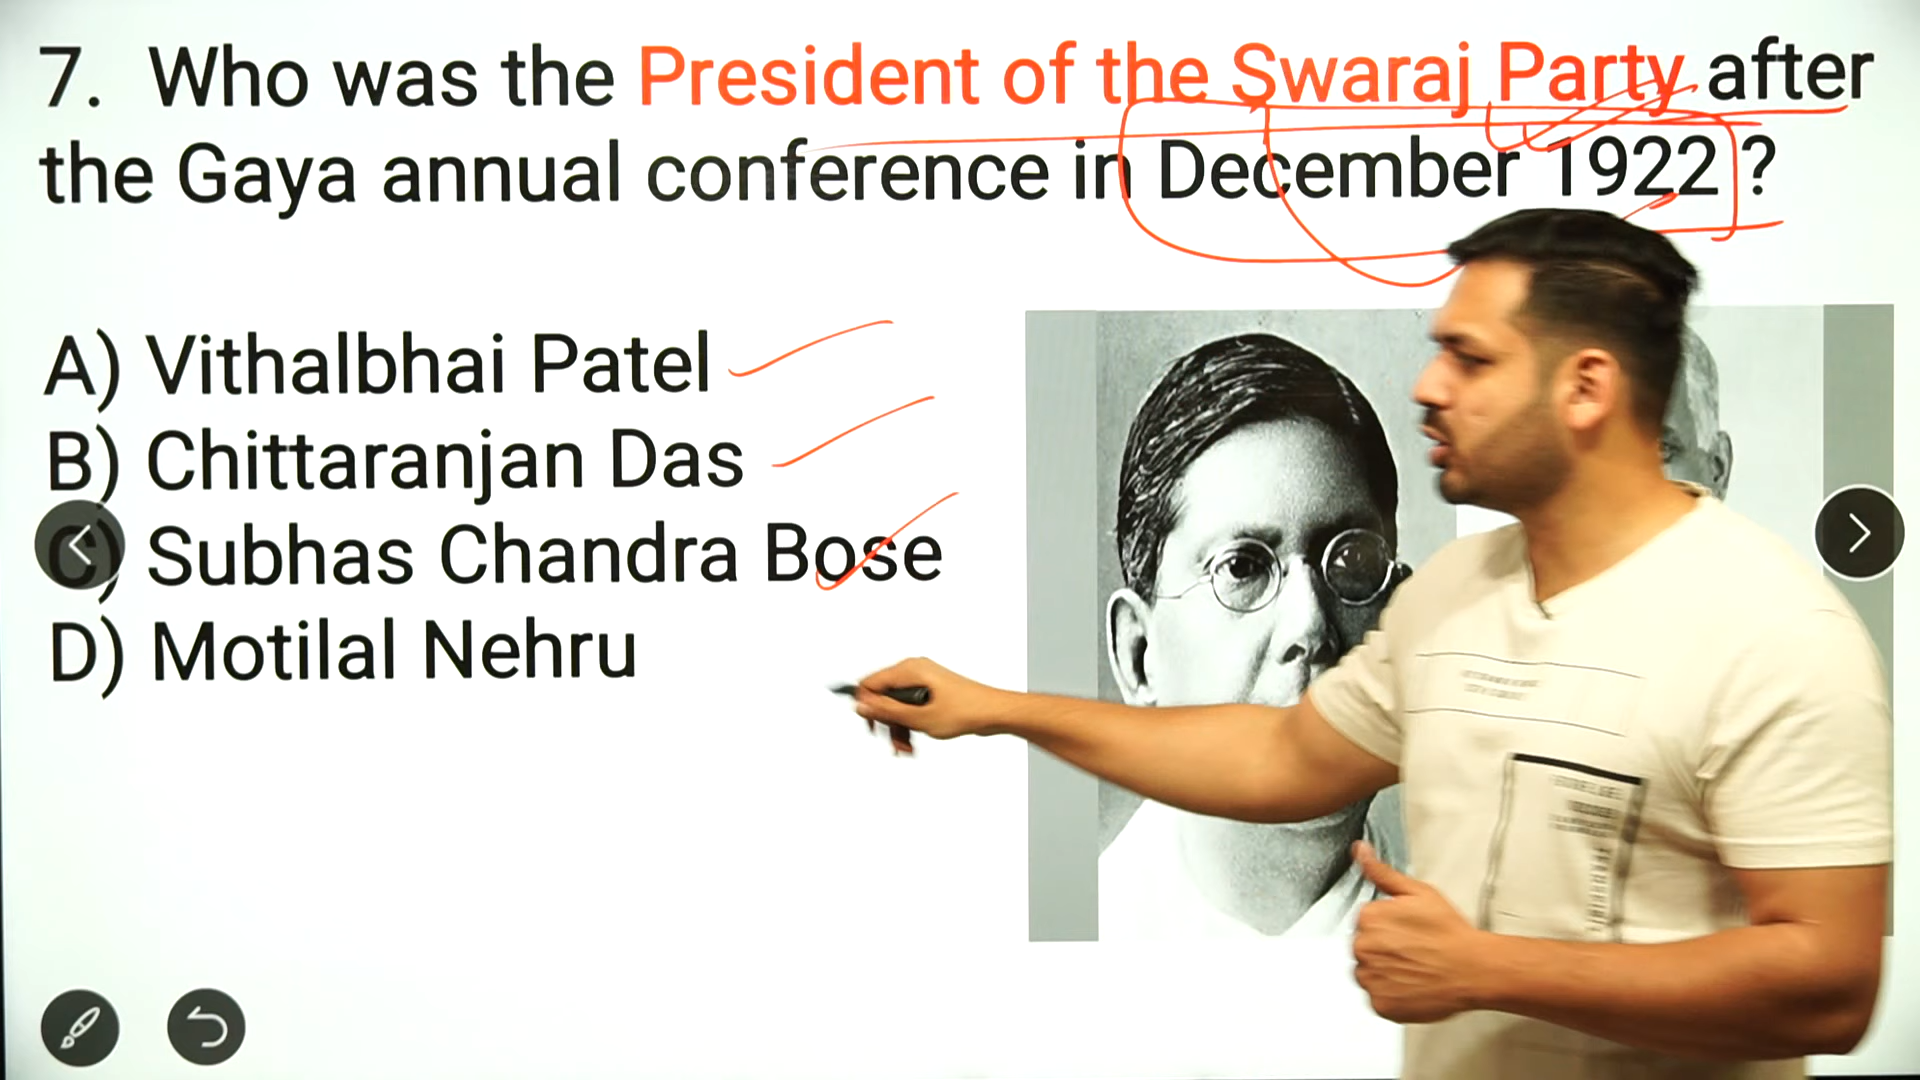 7. Who was the President of the Swaraj Party after
the Gaya annual conference in December 1922 ?
A) Vithalbhai Patel
B) Chittaranjan Das
C) Subhas Chandra Bose
D) Motilal Nehru